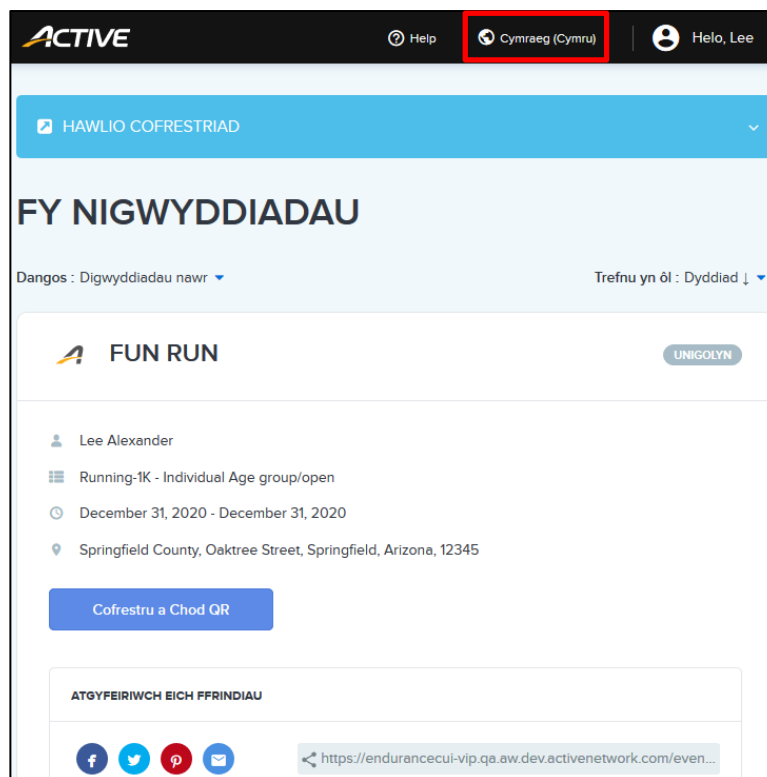 ACTIVE Help Cymraeg (Cymru) Helo, Lee
HAWLIO COFRESTRIAD
FY NIGWYDDIADAU
Dangos : Digwyddiadau nawr Trefnu yn ôl : Dyddiad ↓
FUN RUN UNIGOLYN
Lee Alexander
Running-1K - Individual Age group/open
December 31, 2020 - December 31, 2020
Springfield County, Oaktree Street, Springfield, Arizona, 12345
Cofrestru a Chod QR
ATGYFEIRIWCH EICH FFRINDIAU
https://endurancecui-vip.qa.aw.dev.activenetwork.com/even...